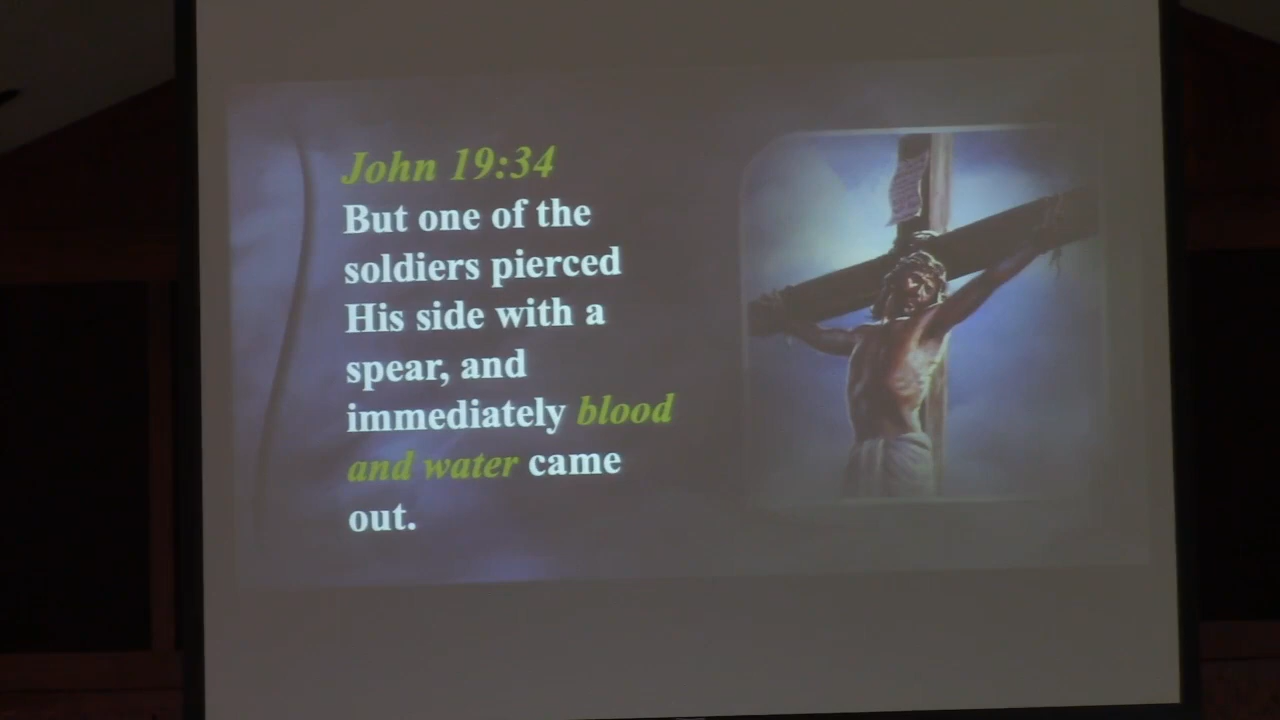 John 19:34
But one of the
soldiers pierced
His side with a
spear, and
immediately blood
and water came
out.